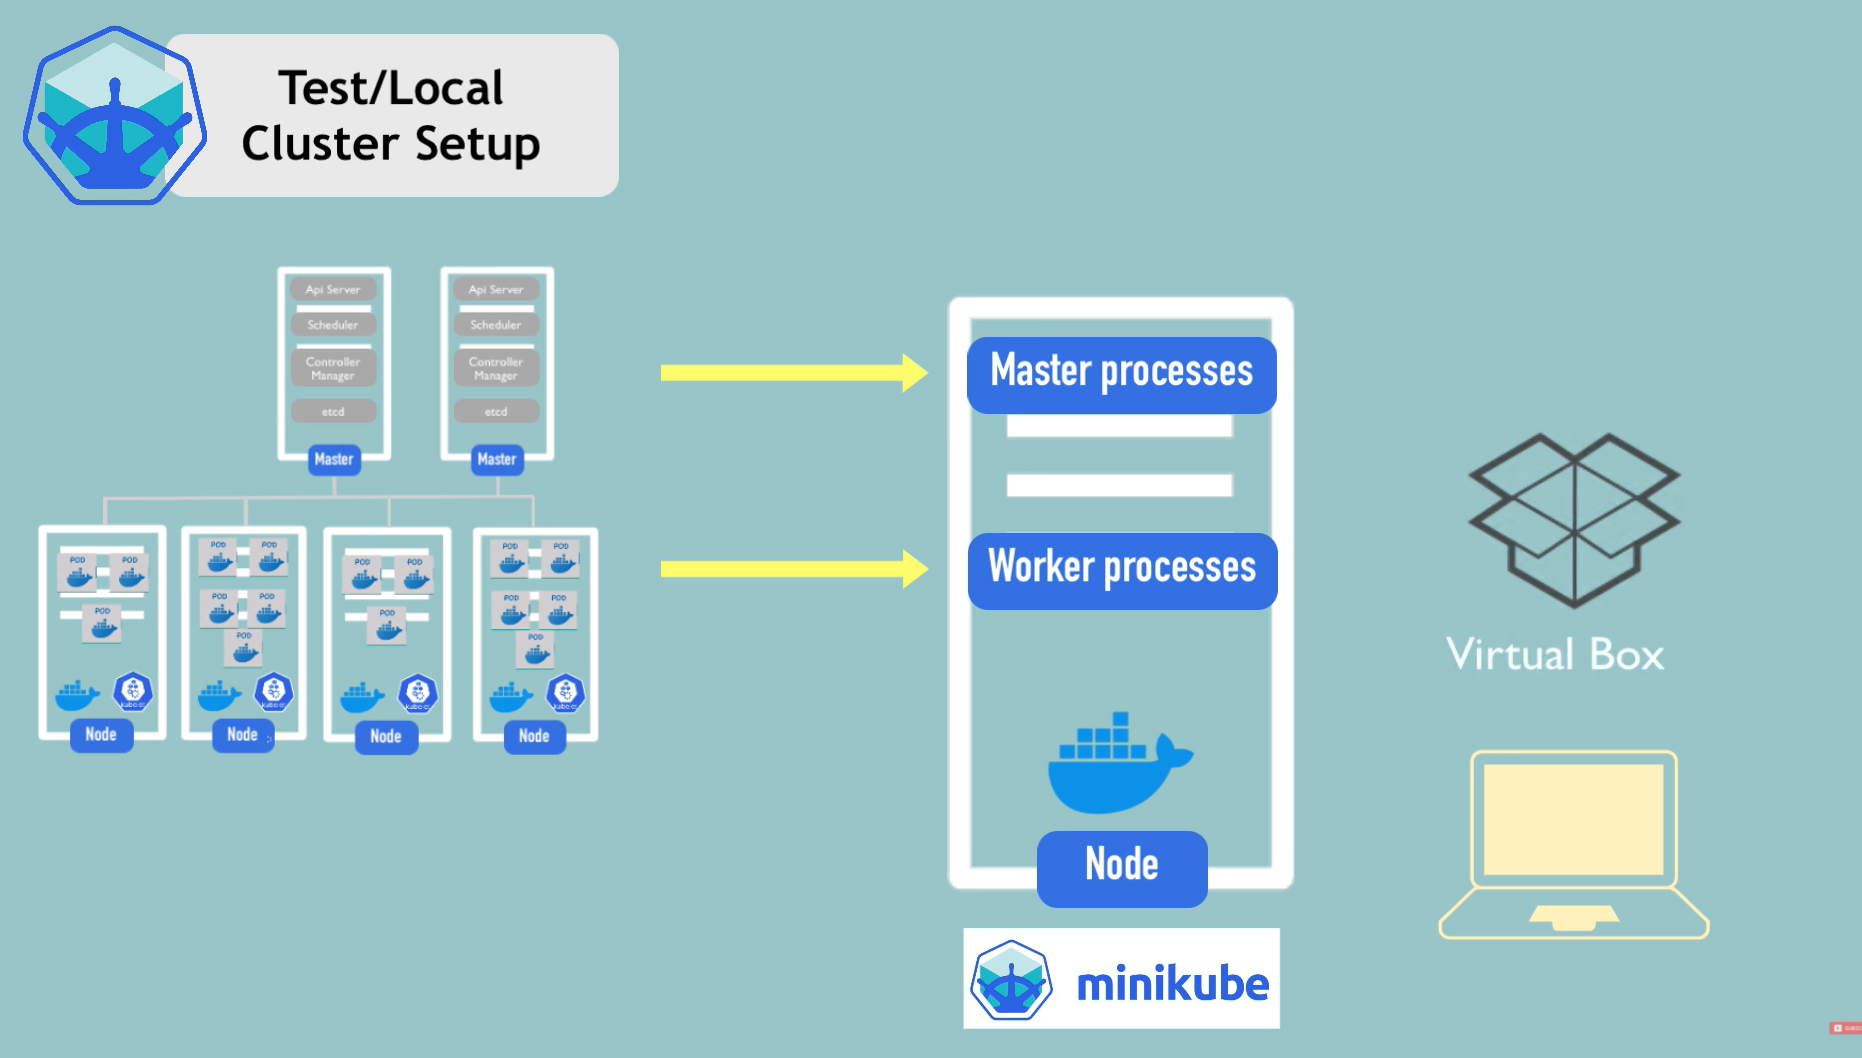 Test/Local
Cluster Setup
Api Server
Scheduler
Controller
Manager
etcd
Master
Api Server
Scheduler
Controller
Manager
etcd
Master
POD POD
POD
Node
POD POD
POD POD
POD
Node
POD POD
POD
Node
POD POD
POD POD
POD
Node
Master processes
Worker processes
Node
minikube
Virtual Box